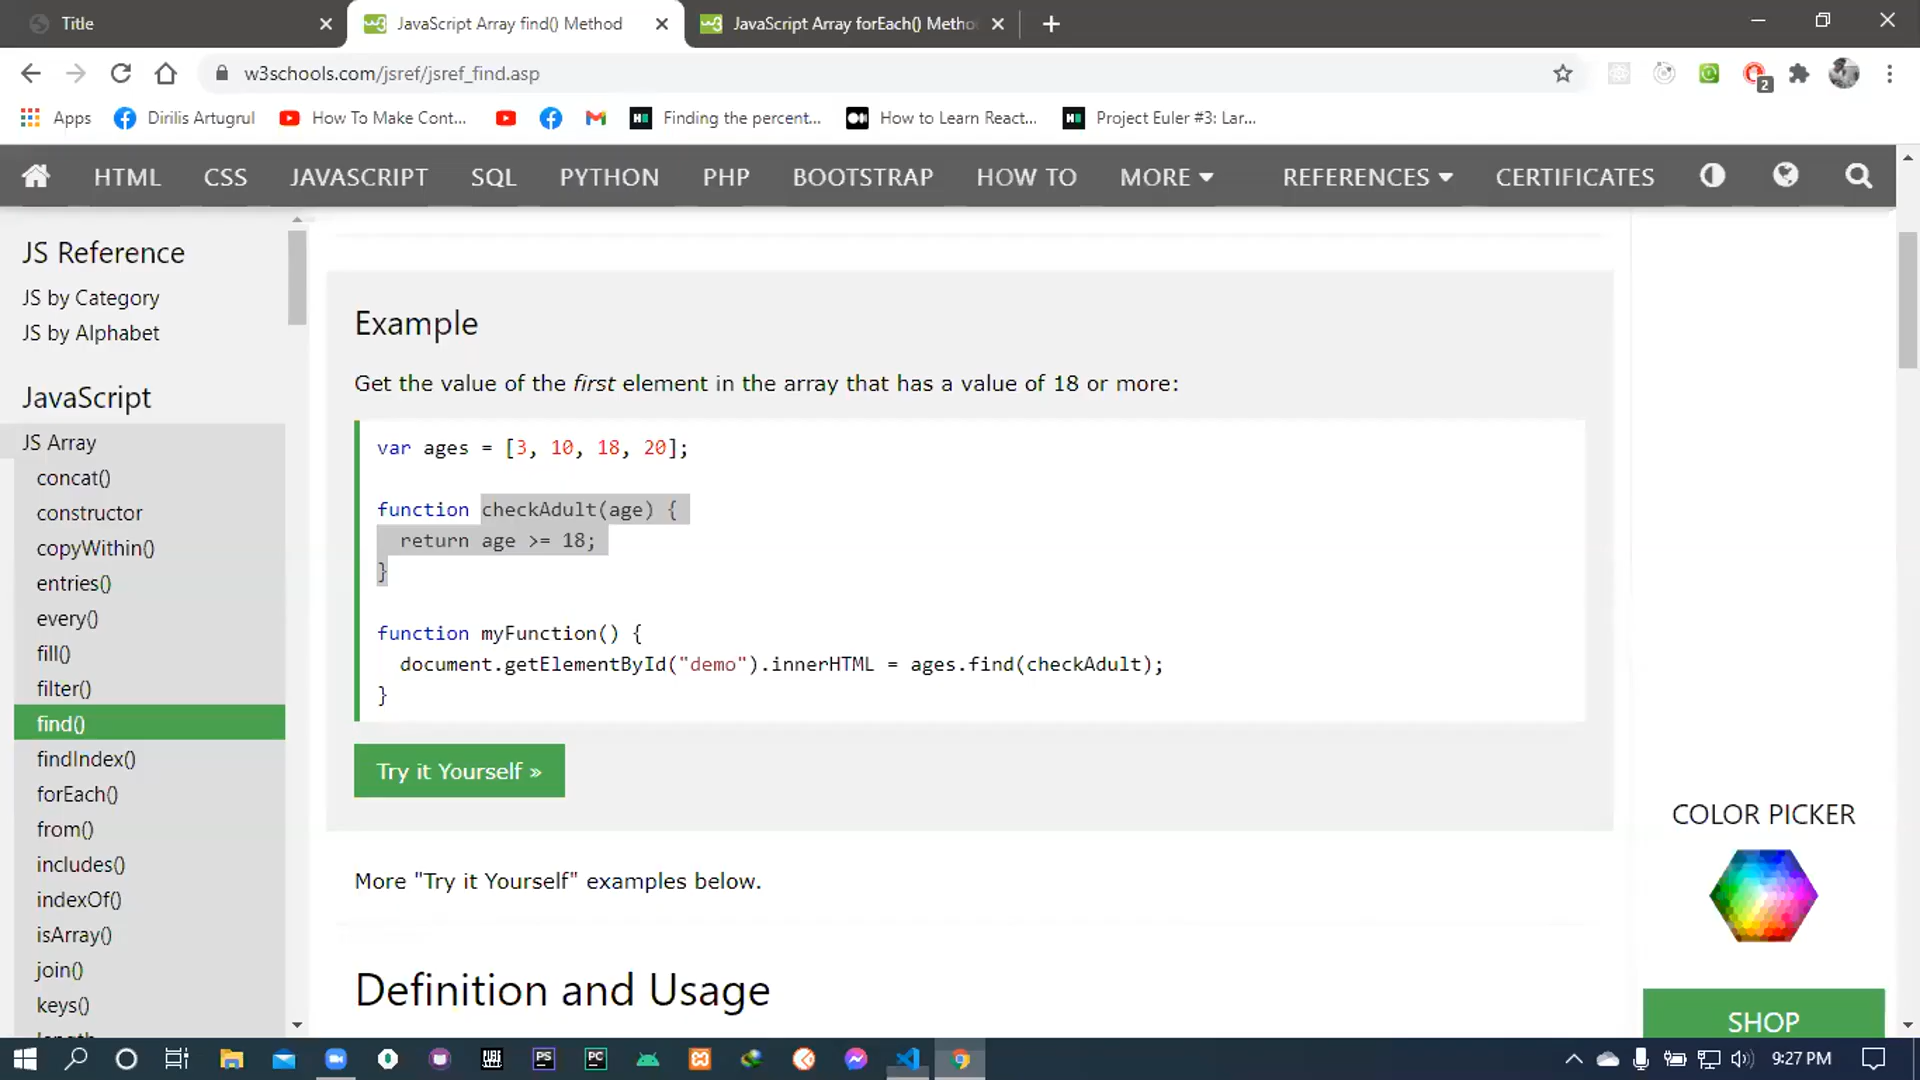 Title
JavaScript Array find() Method
JavaScript Array forEach() Metho
w3schools.com/jsref/jsref_find.asp
2
Apps
Dirilis Artugrul
How To Make Cont...
Finding the percent...
How to Learn React...
Project Euler #3: Lar...
HTML CSS JAVASCRIPT SQL PYTHON PHP BOOTSTRAP HOW TO MORE REFERENCES CERTIFICATES
JS Reference
JS by Category
JS by Alphabet
JavaScript
JS Array
concat()
constructor
copyWithin()
entries()
every()
fill()
filter()
find()
findIndex()
forEach()
from()
includes()
indexOf()
isArray()
join()
keys()
Example
Get the value of the first element in the array that has a value of 18 or more:
var ages = [3, 10, 18, 20];
function checkAdult(age) {
return age >= 18;
}
function myFunction() {
document.getElementById("demo").innerHTML = ages.find(checkAdult);
}
Try it Yourself »
More "Try it Yourself" examples below.
Definition and Usage
COLOR PICKER
SHOP
PS
PC
9:27 PM